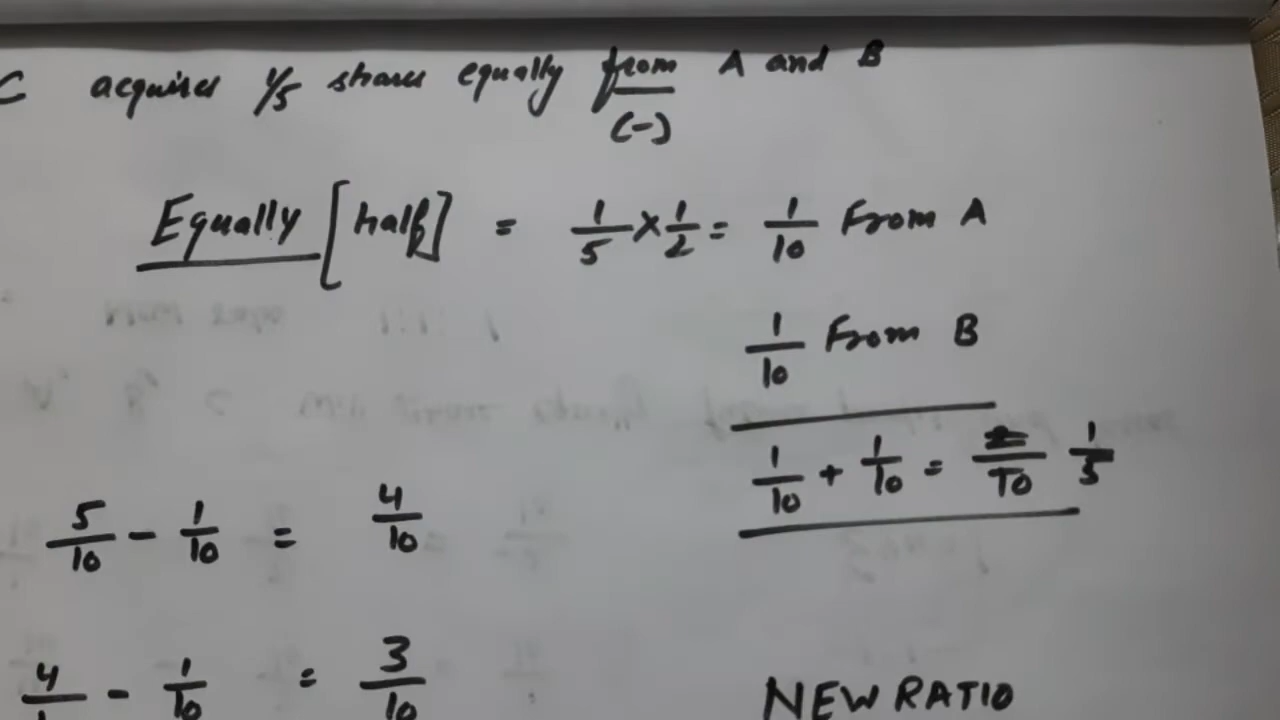 C acquires 1/5 shares equally from A and B
(-)
Equally [half] = 1/5 × 1/2 = 1/10 From A
1/10 From B
1/10 + 1/10 = 2/10 1/5
5/10 - 1/10 = 4/10
4/10 - 1/10 = 3/10
NEW RATIO